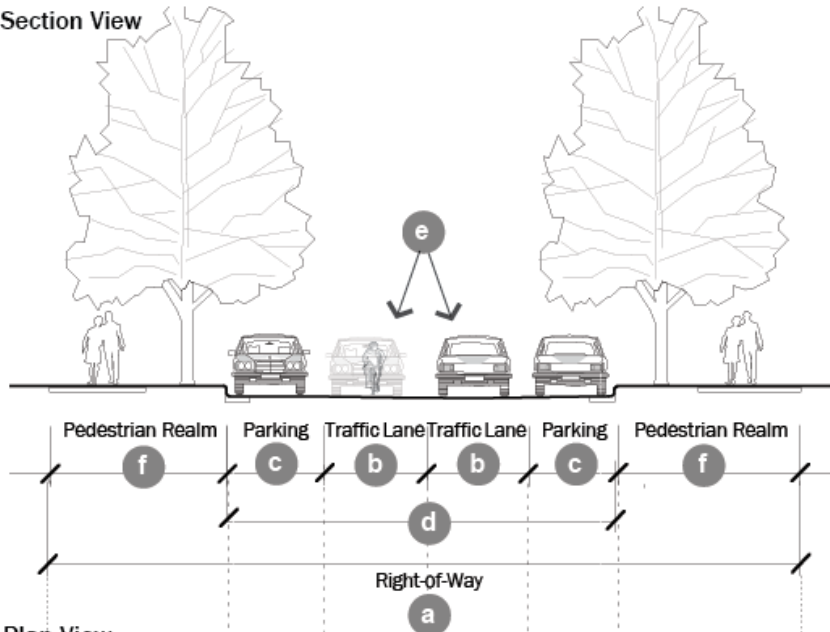 Section View
e
Pedestrian Realm Parking Traffic Lane Traffic Lane Parking Pedestrian Realm
f c b b c f
d
Right-of-Way
a
Plan View